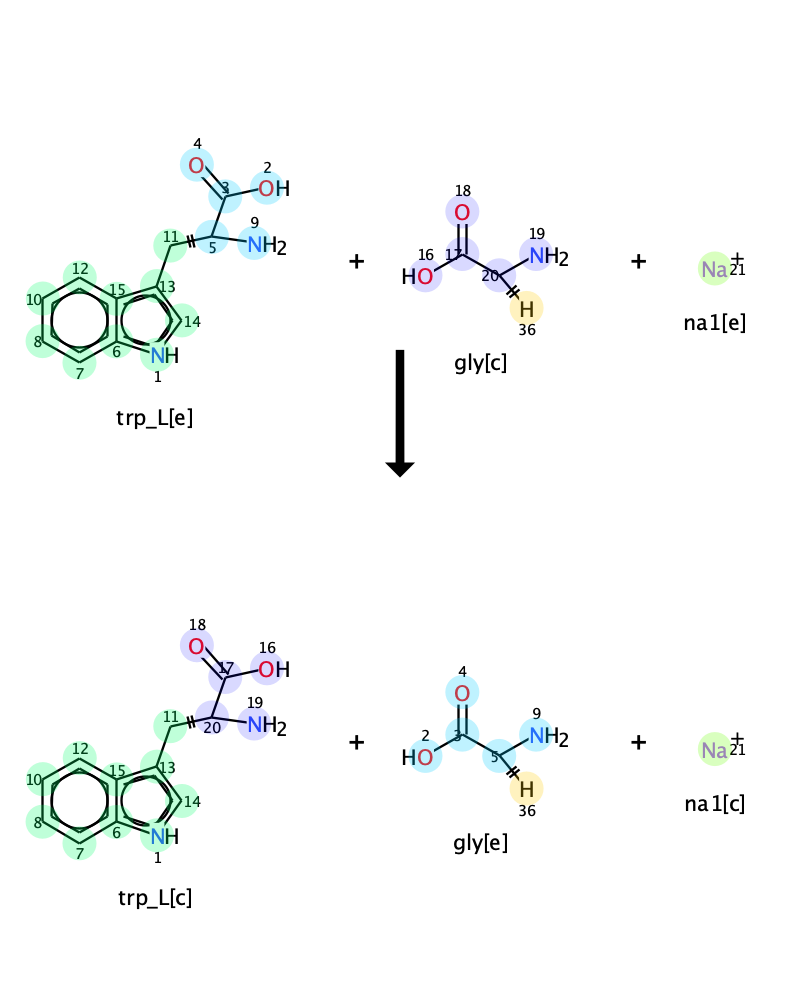 4
O
3
2
OH
11
5
9
NH2
12
10
15
13
8
14
6
NH
7
1
trp_L[e]
+
18
O
16
HO
17
19
NH2
20
H
36
gly[c]
+
Na+
21
na1[e]
18
O
17
16
OH
11
20
19
NH2
12
10
15
13
8
14
6
NH
7
1
trp_L[c]
+
4
O
2
HO
3
9
NH2
5
H
36
gly[e]
+
Na+
21
na1[c]